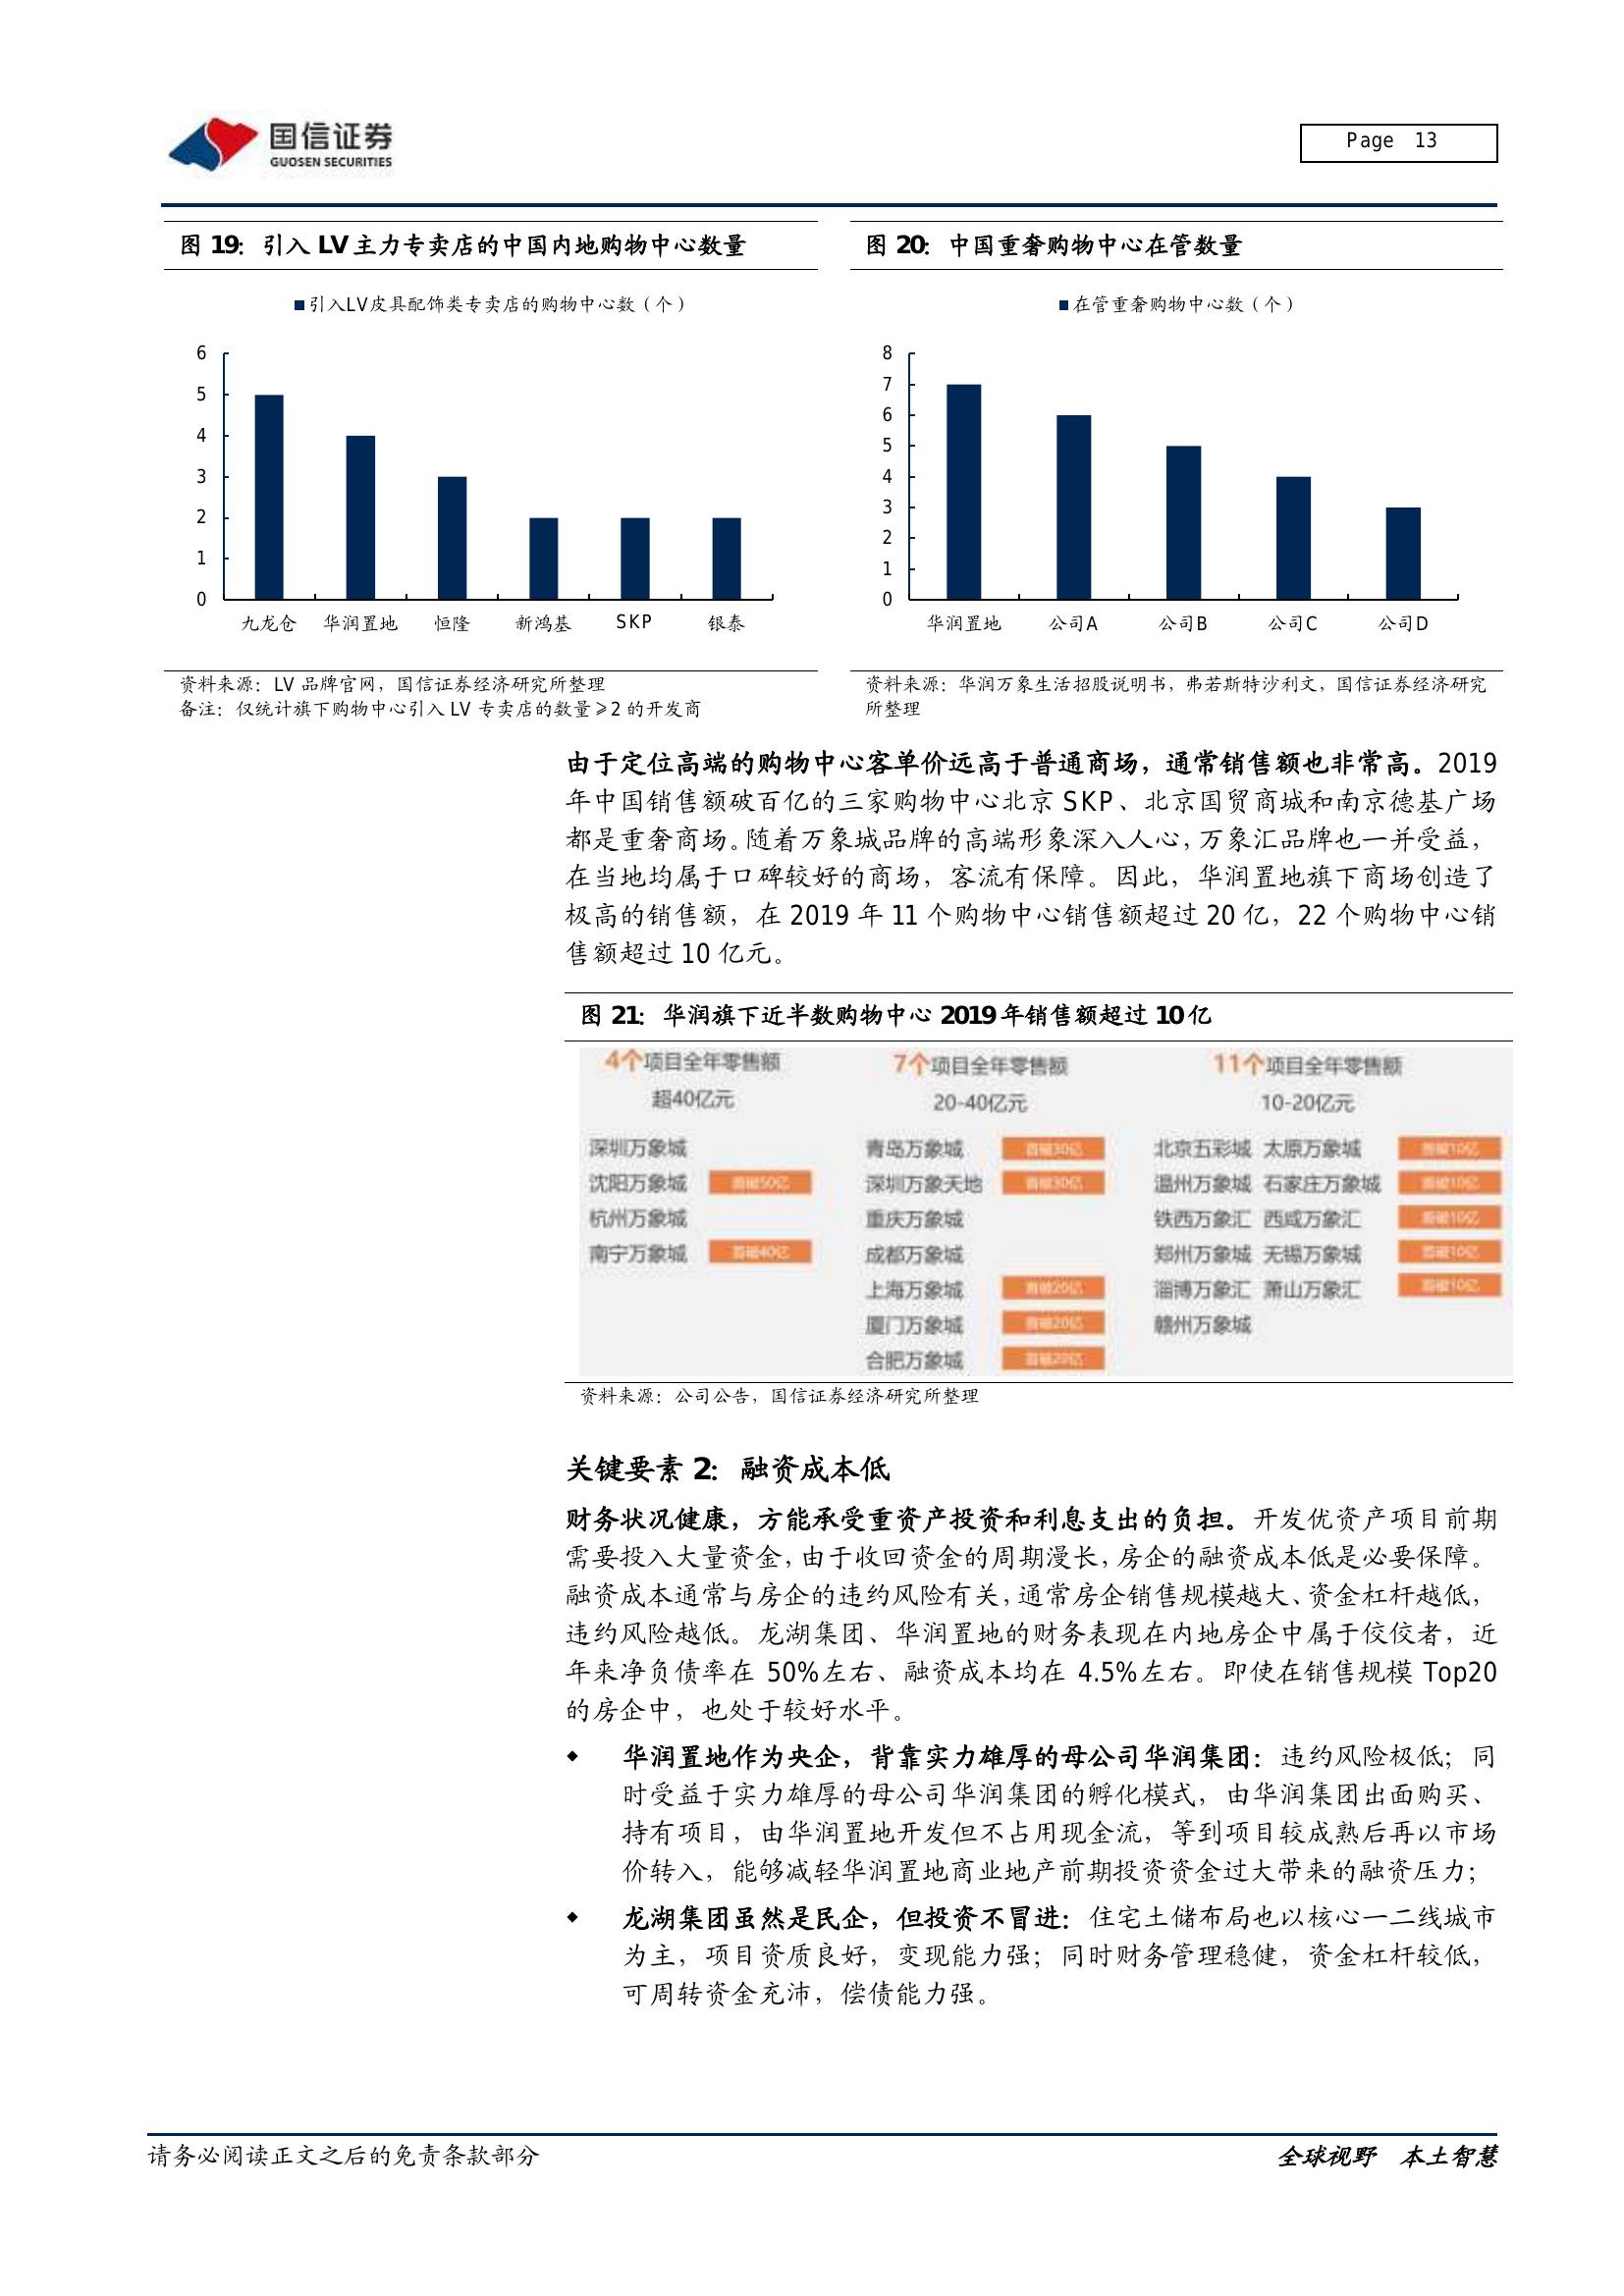 国信证券
GUOSEN SECURITIES
Page 13
图 19：引入 LV 主力专卖店的中国内地购物中心数量
引入LV皮具配饰类专卖店的购物中心数（个）
6
5
4
3
2
1
0
九龙仓 华润置地 恒隆 新鸿基 SKP 银泰
资料来源：LV 品牌官网，国信证券经济研究所整理
备注：仅统计旗下购物中心引入 LV 专卖店的数量≥2 的开发商
图 20：中国重奢购物中心在管数量
在管重奢购物中心数（个）
8
7
6
5
4
3
2
1
0
华润置地 公司A 公司B 公司C 公司D
资料来源：华润万象生活招股说明书，弗若斯特沙利文，国信证券经济研究
所整理
由于定位高端的购物中心客单价远高于普通商场，通常销售额也非常高。2019
年中国销售额破百亿的三家购物中心北京 SKP、北京国贸商城和南京德基广场
都是重奢商场。随着万象城品牌的高端形象深入人心，万象汇品牌也一并受益，
在当地均属于口碑较好的商场，客流有保障。因此，华润置地旗下商场创造了
极高的销售额，在 2019 年 11 个购物中心销售额超过 20 亿，22 个购物中心销
售额超过 10 亿元。
图 21：华润旗下近半数购物中心 2019 年销售额超过 10 亿
4个项目全年零售额
超40亿元
深圳万象城
沈阳万象城 首破50亿
杭州万象城
南宁万象城 首破40亿
7个项目全年零售额
20-40亿元
青岛万象城 首破30亿
深圳万象天地 首破30亿
重庆万象城
成都万象城
上海万象城 首破20亿
厦门万象城 首破20亿
合肥万象城 首破20亿
11个项目全年零售额
10-20亿元
北京五彩城 太原万象城 首破10亿
温州万象城 石家庄万象城 首破10亿
铁西万象汇 西咸万象汇 首破10亿
郑州万象城 无锡万象城 首破10亿
淄博万象汇 萧山万象汇 首破10亿
赣州万象城
资料来源：公司公告，国信证券经济研究所整理
关键要素 2：融资成本低
财务状况健康，方能承受重资产投资和利息支出的负担。开发优资产项目前期
需要投入大量资金，由于收回资金的周期漫长，房企的融资成本低是必要保障。
融资成本通常与房企的违约风险有关，通常房企销售规模越大、资金杠杆越低，
违约风险越低。龙湖集团、华润置地的财务表现在内地房企中属于佼佼者，近
年来净负债率在 50%左右、融资成本均在 4.5%左右。即使在销售规模 Top20
的房企中，也处于较好水平。
◆ 华润置地作为央企，背靠实力雄厚的母公司华润集团：违约风险极低；同
时受益于实力雄厚的母公司华润集团的孵化模式，由华润集团出面购买、
持有项目，由华润置地开发但不占用现金流，等到项目较成熟后再以市场
价转入，能够减轻华润置地商业地产前期投资资金过大带来的融资压力；
◆ 龙湖集团虽然是民企，但投资不冒进：住宅土储布局也以核心一二线城市
为主，项目资质良好，变现能力强；同时财务管理稳健，资金杠杆较低，
可周转资金充沛，偿债能力强。
请务必阅读正文之后的免责条款部分
全球视野 本土智慧